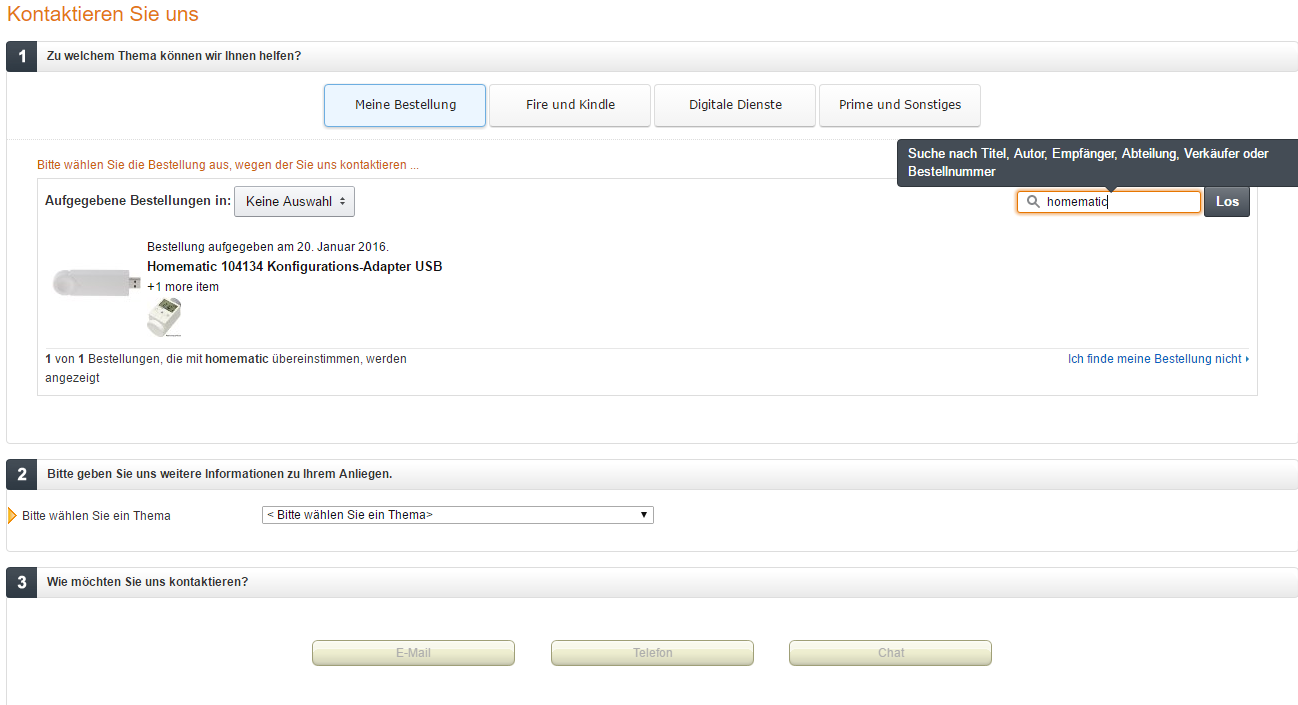 Kontaktieren Sie uns
1 Zu welchem Thema können wir Ihnen helfen?
Meine Bestellung Fire und Kindle Digitale Dienste Prime und Sonstiges
Suche nach Titel, Autor, Empfänger, Abteilung, Verkäufer oder
Bestellnummer
Bitte wählen Sie die Bestellung aus, wegen der Sie uns kontaktieren ...
Aufgegebene Bestellungen in: Keine Auswahl homematic Los
Bestellung aufgegeben am 20. Januar 2016.
Homematic 104134 Konfigurations-Adapter USB
+1 more item
1 von 1 Bestellungen, die mit homematic übereinstimmen, werden
angezeigt
Ich finde meine Bestellung nicht
2 Bitte geben Sie uns weitere Informationen zu Ihrem Anliegen.
Bitte wählen Sie ein Thema < Bitte wählen Sie ein Thema>
3 Wie möchten Sie uns kontaktieren?
E-Mail Telefon Chat